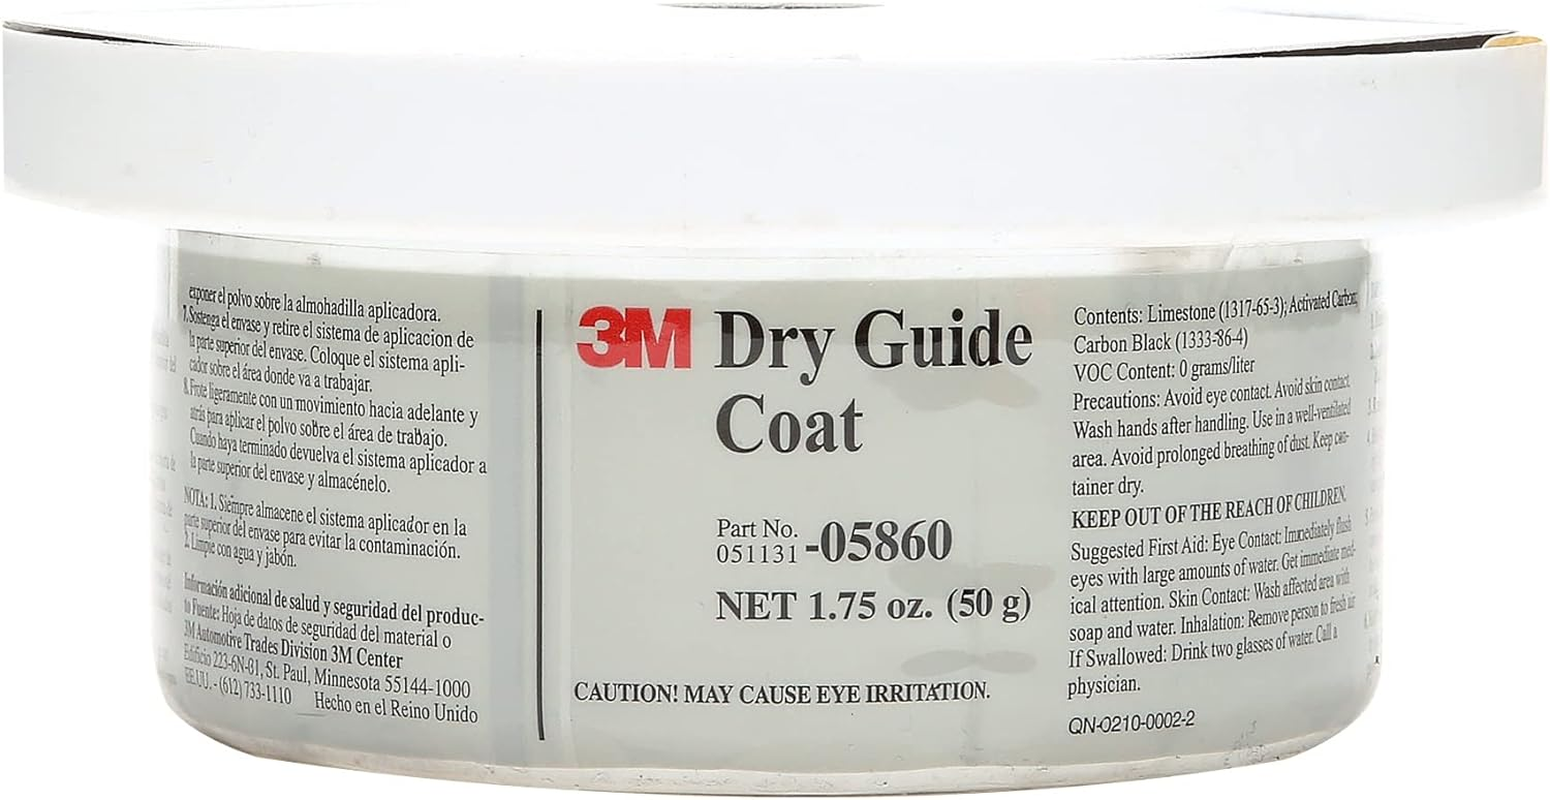 exponer el polvo sobre la almohadilla aplicadora.
7. Sostenga el envase y retire el sistema de aplicacion de
la parte superior del envase. Coloque el sistema apli-
cador sobre el área donde va a trabajar.
8. Frote ligeramente con un movimiento hacia adelante y
atrás para aplicar el polvo sobre el área de trabajo.
Cuando haya terminado devuelva el sistema aplicador a
la parte superior del envase y almacénelo.
NOTA: 1. Siempre almacene el sistema aplicador en la
parte superior del envase para evitar la contaminación.
2. Limpie con agua y jabón.
Información adicional de salud y seguridad del produc-
to Fuente: Hoja de datos de seguridad del material o
3M Automotive Trades Division 3M Center
Edificio 223-6N-01, St. Paul, Minnesota 55144-1000
EE.UU. - (612) 733-1110 Hecho en el Reino Unido
3M Dry Guide
Coat
Part No.
051131-05860
NET 1.75 oz. (50 g)
CAUTION! MAY CAUSE EYE IRRITATION.
Contents: Limestone (1317-65-3); Activated Carbon;
Carbon Black (1333-86-4)
VOC Content: 0 grams/liter
Precautions: Avoid eye contact. Avoid skin contact.
Wash hands after handling. Use in a well-ventilated
area. Avoid prolonged breathing of dust. Keep con-
tainer dry.
KEEP OUT OF THE REACH OF CHILDREN.
Suggested First Aid: Eye Contact: Immediately flush
eyes with large amounts of water. Get immediate med-
ical attention. Skin Contact: Wash affected area with
soap and water. Inhalation: Remove person to fresh air
If Swallowed: Drink two glasses of water. Call a
physician.
QN-0210-0002-2